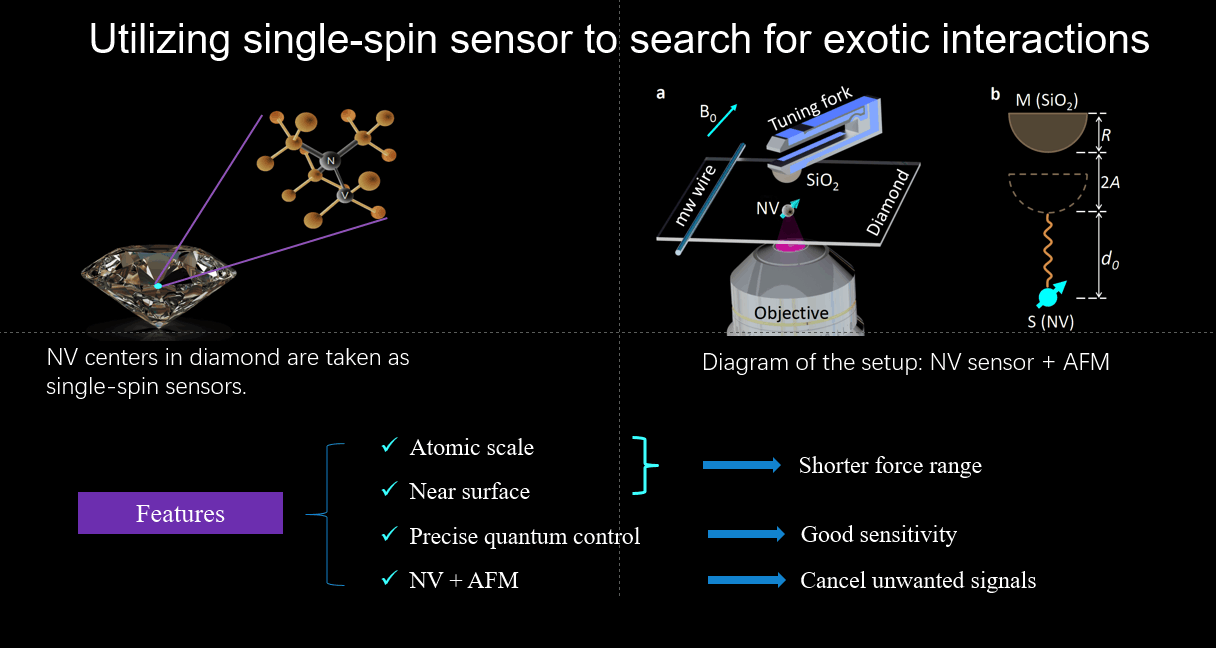 Utilizing single-spin sensor to search for exotic interactions
N
V
NV centers in diamond are taken as
single-spin sensors.
a
B₀
Tuning fork
mw wire
SiO₂
NV
Diamond
Objective
b
M (SiO₂)
R
2A
d₀
S (NV)
Diagram of the setup: NV sensor + AFM
Features
✓ Atomic scale
✓ Near surface
✓ Precise quantum control
✓ NV + AFM
Shorter force range
Good sensitivity
Cancel unwanted signals